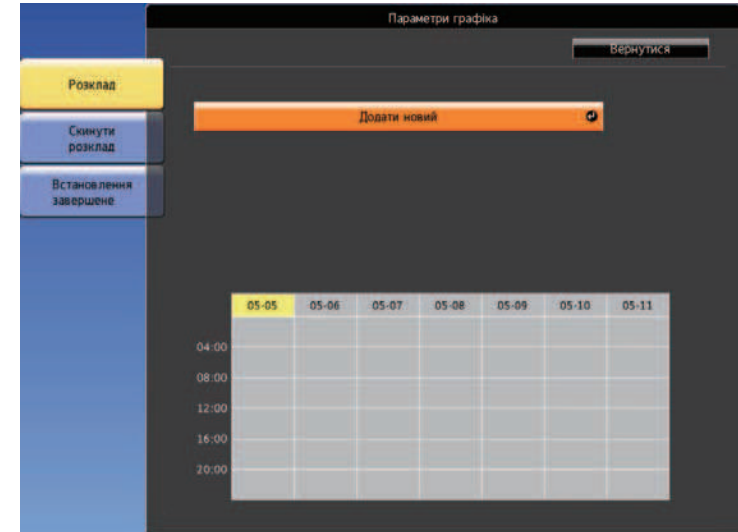 Параметри графіка
Вернутися
Розклад
Скинути
розклад
Встановлення
завершене
Додати новий
05-05 05-06 05-07 05-08 05-09 05-10 05-11
04:00
08:00
12:00
16:00
20:00